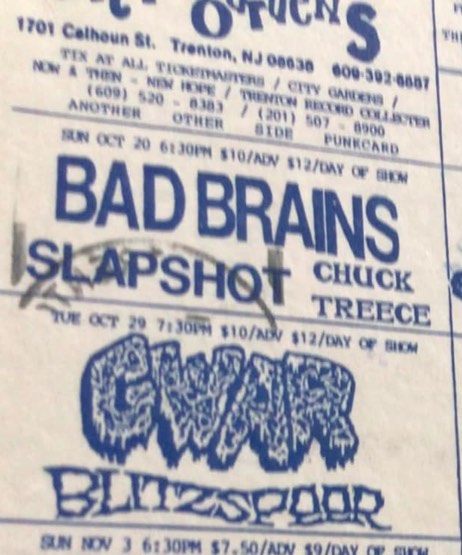 1701 Calhoun St. Trenton, NJ 08638 609-392-8887
TIX AT ALL TICKETMASTERS / CITY GARDENS /
NOW & THEN - NEW HOPE / TRENTON RECORD COLLECTER
(609) 520 - 8383 / (201) 507 - 8900
ANOTHER OTHER SIDE PUNKCARD
SUN OCT 20 6:30PM $10/ADV $12/DAY OF SHOW
BAD BRAINS
SLAPSHOT CHUCK
TREECE
TUE OCT 29 7:30PM $10/ADV $12/DAY OF SHOW
GWAR
BLITZSPEER
SUN NOV 3 6:30PM $7.50/ADV $9/DAY OF SHOW